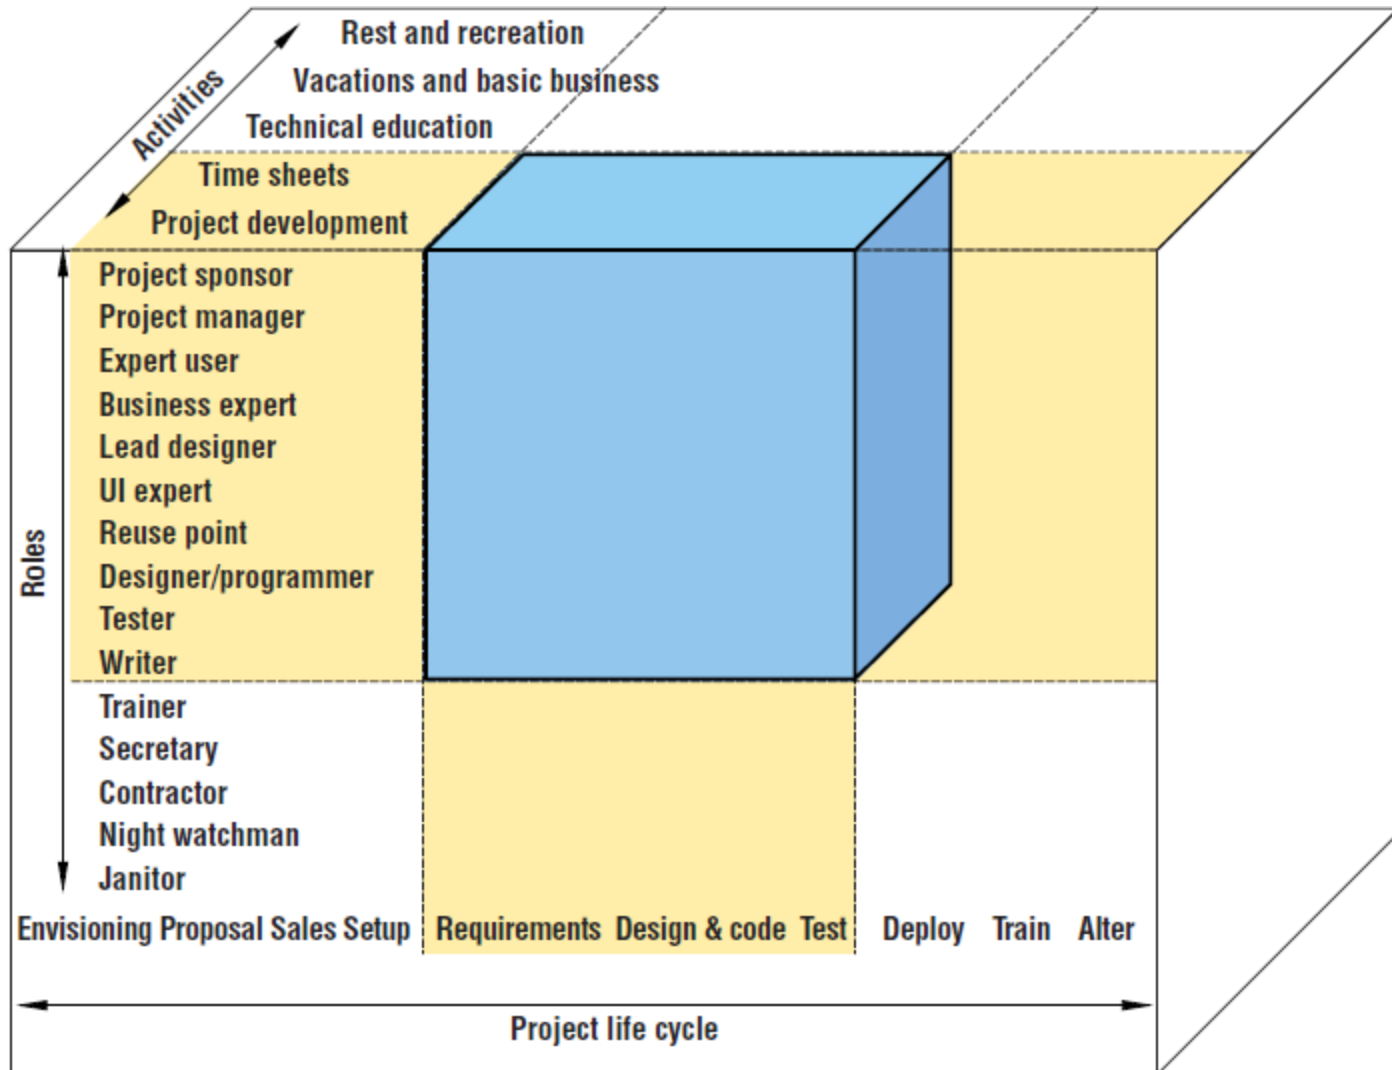 Rest and recreation
Vacations and basic business
Technical education
Time sheets
Project development
Activities
Project sponsor
Project manager
Expert user
Business expert
Lead designer
UI expert
Reuse point
Designer/programmer
Tester
Writer
Trainer
Secretary
Contractor
Night watchman
Janitor
Roles
Envisioning Proposal Sales Setup Requirements Design & code Test Deploy Train Alter
Project life cycle